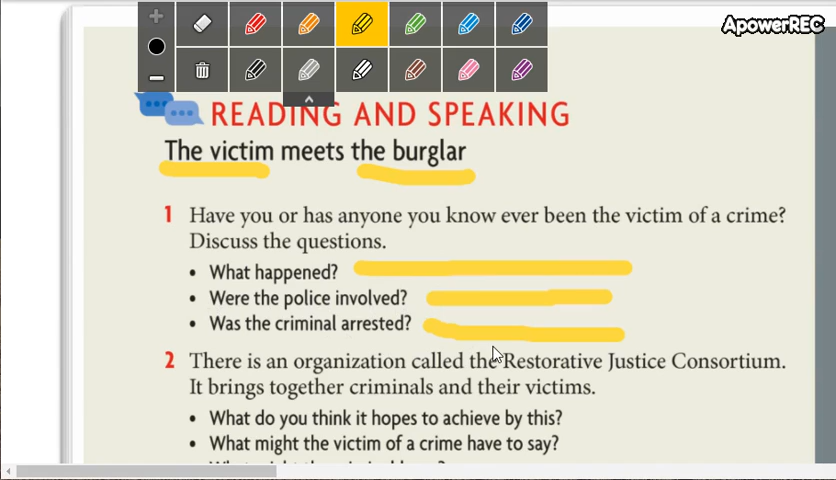 ApowerREC
READING AND SPEAKING
The victim meets the burglar
1 Have you or has anyone you know ever been the victim of a crime?
Discuss the questions.
• What happened?
• Were the police involved?
• Was the criminal arrested?
2 There is an organization called the Restorative Justice Consortium.
It brings together criminals and their victims.
• What do you think it hopes to achieve by this?
• What might the victim of a crime have to say?